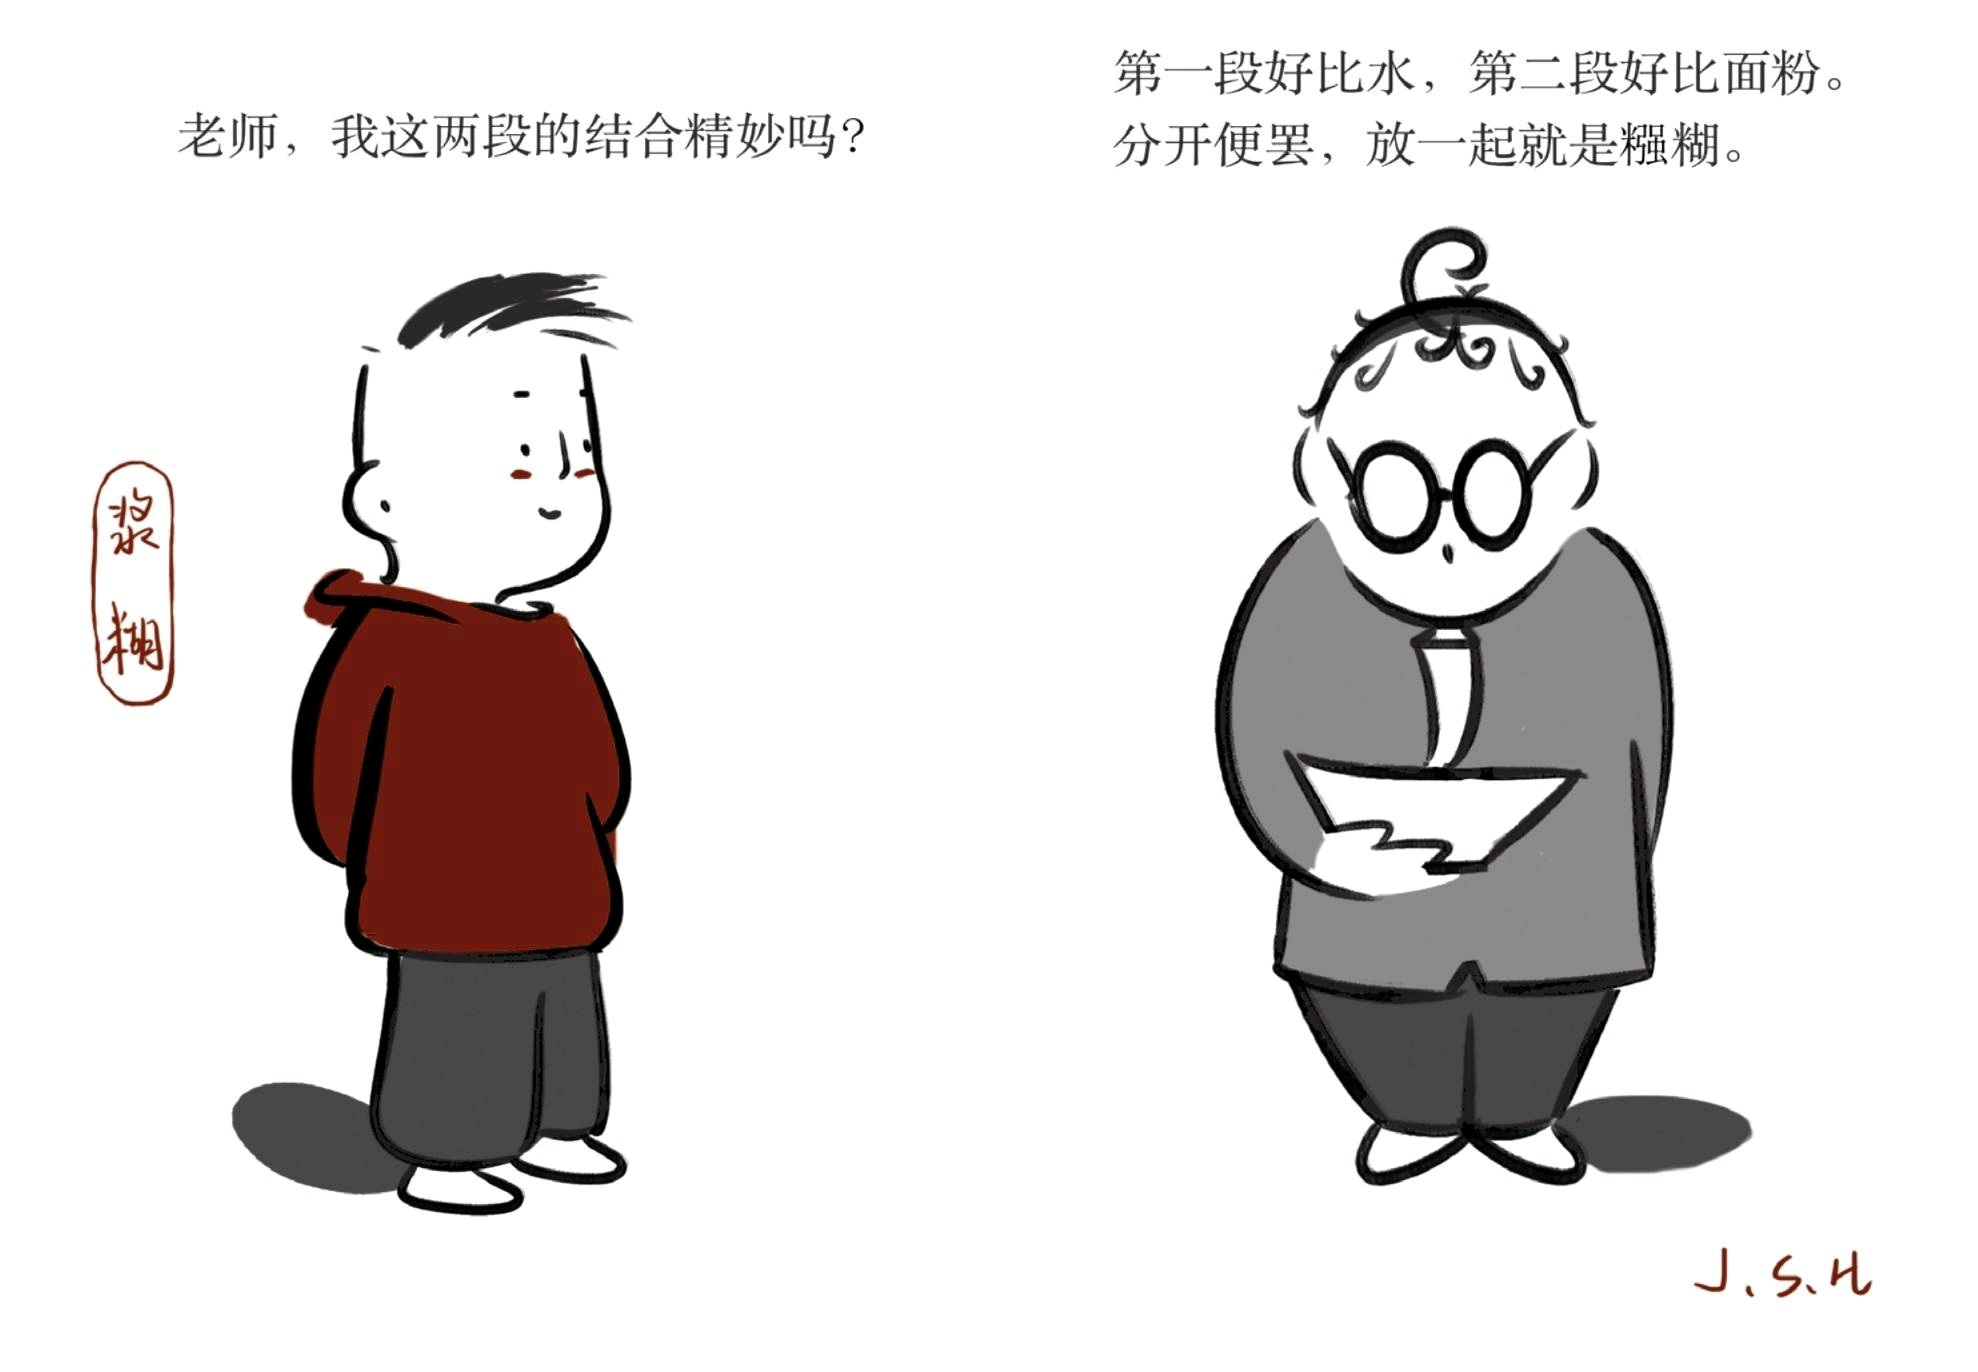 老师，我这两段的结合精妙吗？
第一段好比水，第二段好比面粉。
分开便罢，放一起就是糨糊。
浆糊
J.S.H